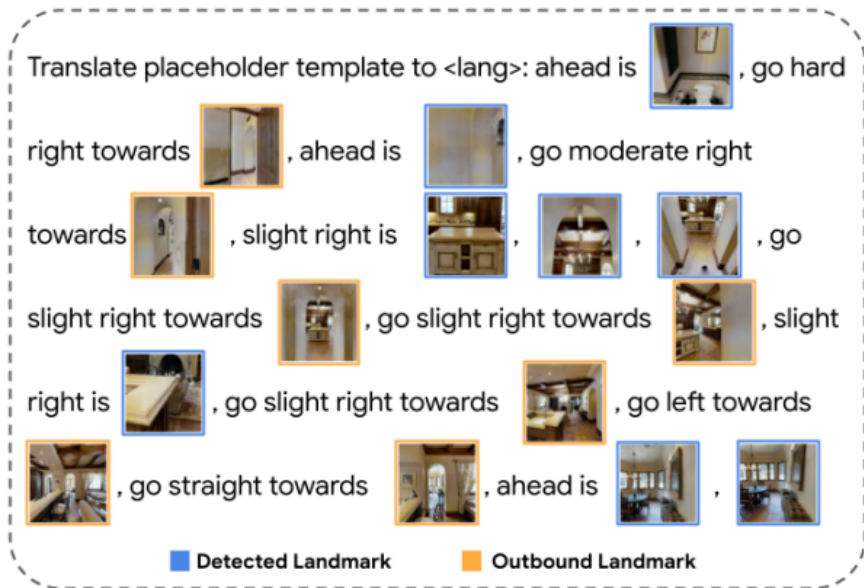 Translate placeholder template to <lang>: ahead is , go hard
right towards , ahead is , go moderate right
towards , slight right is , , , go
slight right towards , go slight right towards , slight
right is , go slight right towards , go left towards
, go straight towards , ahead is ,
Detected Landmark Outbound Landmark